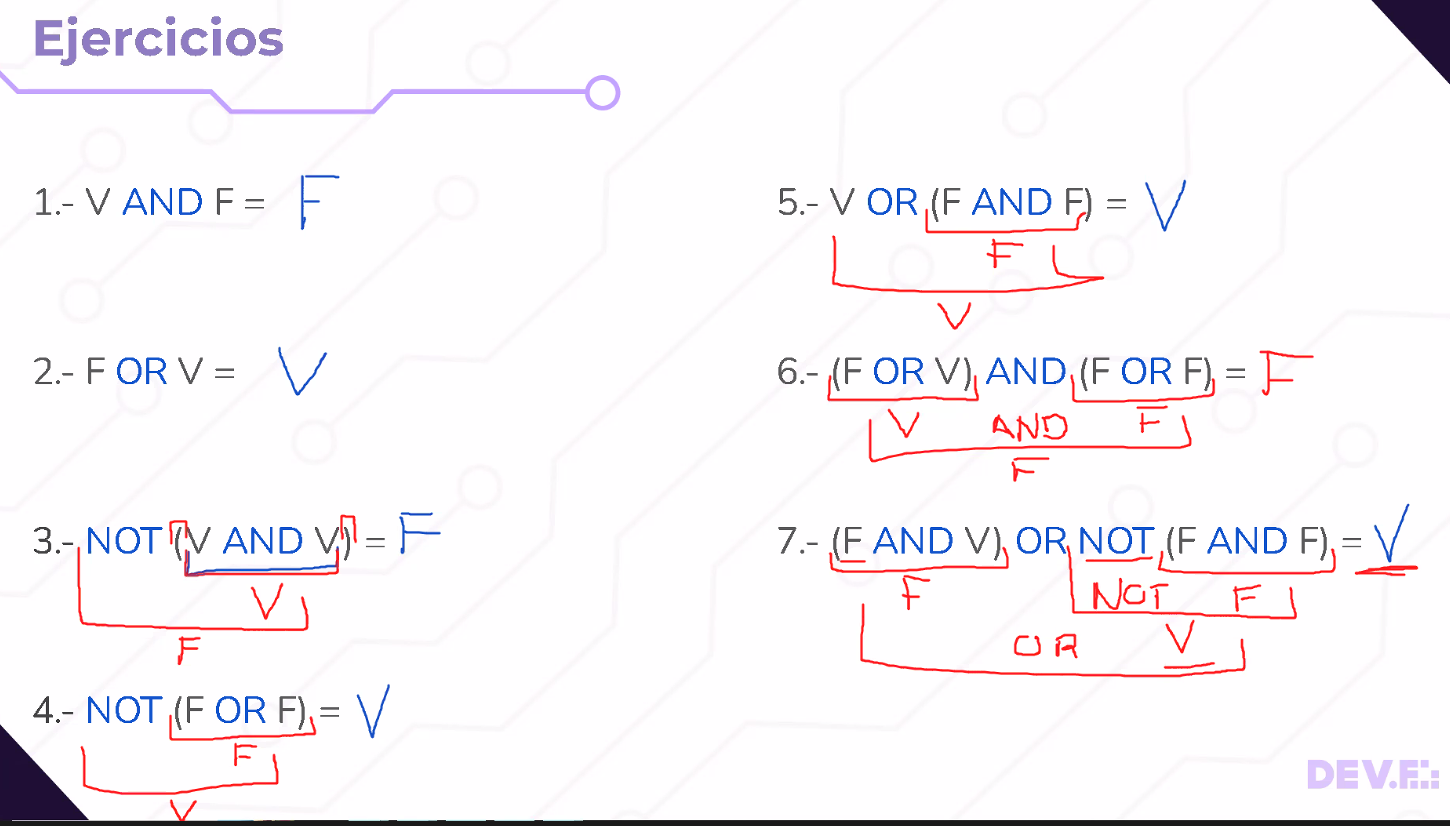 Ejercicios
1.- V AND F = F
2.- F OR V = V
3.- NOT (V AND V) = F
V
F
4.- NOT (F OR F) = V
F
V
5.- V OR (F AND F) = V
F
V
6.- (F OR V) AND (F OR F) = F
V AND F
F
7.- (F AND V) OR NOT (F AND F) = V
F NOT F
OR V
DEV.F